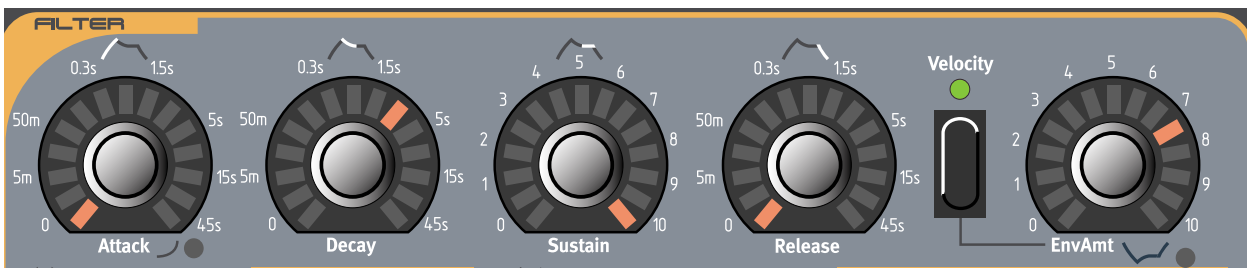 FILTER
0 5m 50m 0.3s 1.5s 5s 15s 45s
Attack
0 5m 50m 0.3s 1.5s 5s 15s 45s
Decay
0 1 2 3 4 5 6 7 8 9 10
Sustain
0 5m 50m 0.3s 1.5s 5s 15s 45s
Release
Velocity
0 1 2 3 4 5 6 7 8 9 10
EnvAmt